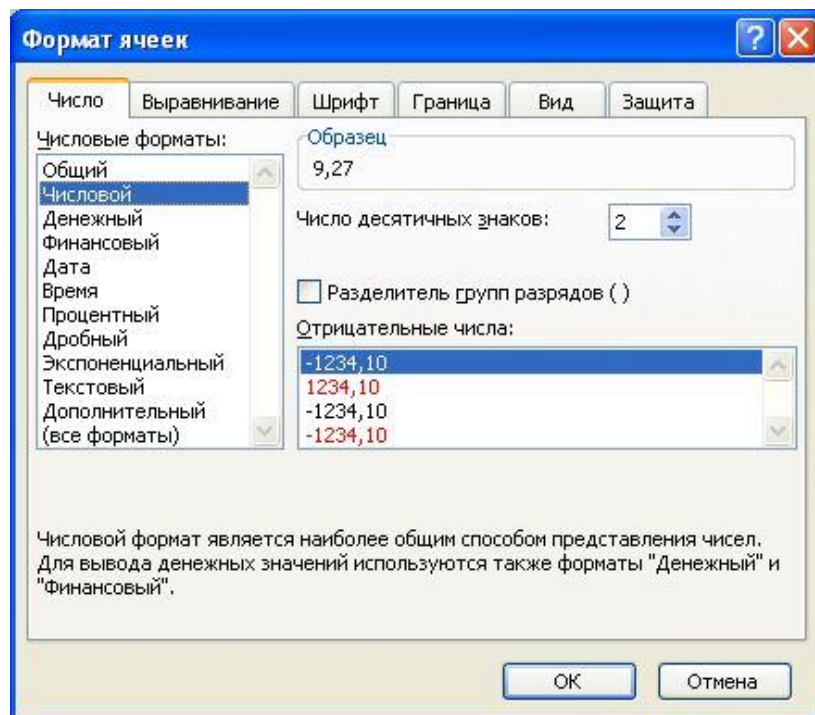 Формат ячеек
?
Число Выравнивание Шрифт Граница Вид Защита
Числовые форматы:
Общий
Числовой
Денежный
Финансовый
Дата
Время
Процентный
Дробный
Экспоненциальный
Текстовый
Дополнительный
(все форматы)
Образец
9,27
Число десятичных знаков: 2
Разделитель групп разрядов ( )
Отрицательные числа:
-1234,10
1234,10
-1234,10
-1234,10
Числовой формат является наиболее общим способом представления чисел.
Для вывода денежных значений используются также форматы "Денежный" и
"Финансовый".
ОК Отмена